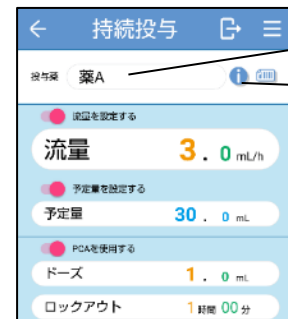 持続投与
投与薬 薬A
流量を設定する
流量 3.0 mL/h
予定量を設定する
予定量 30.0 mL
PCAを使用する
ドーズ 1.0 mL
ロックアウト 1時間00分